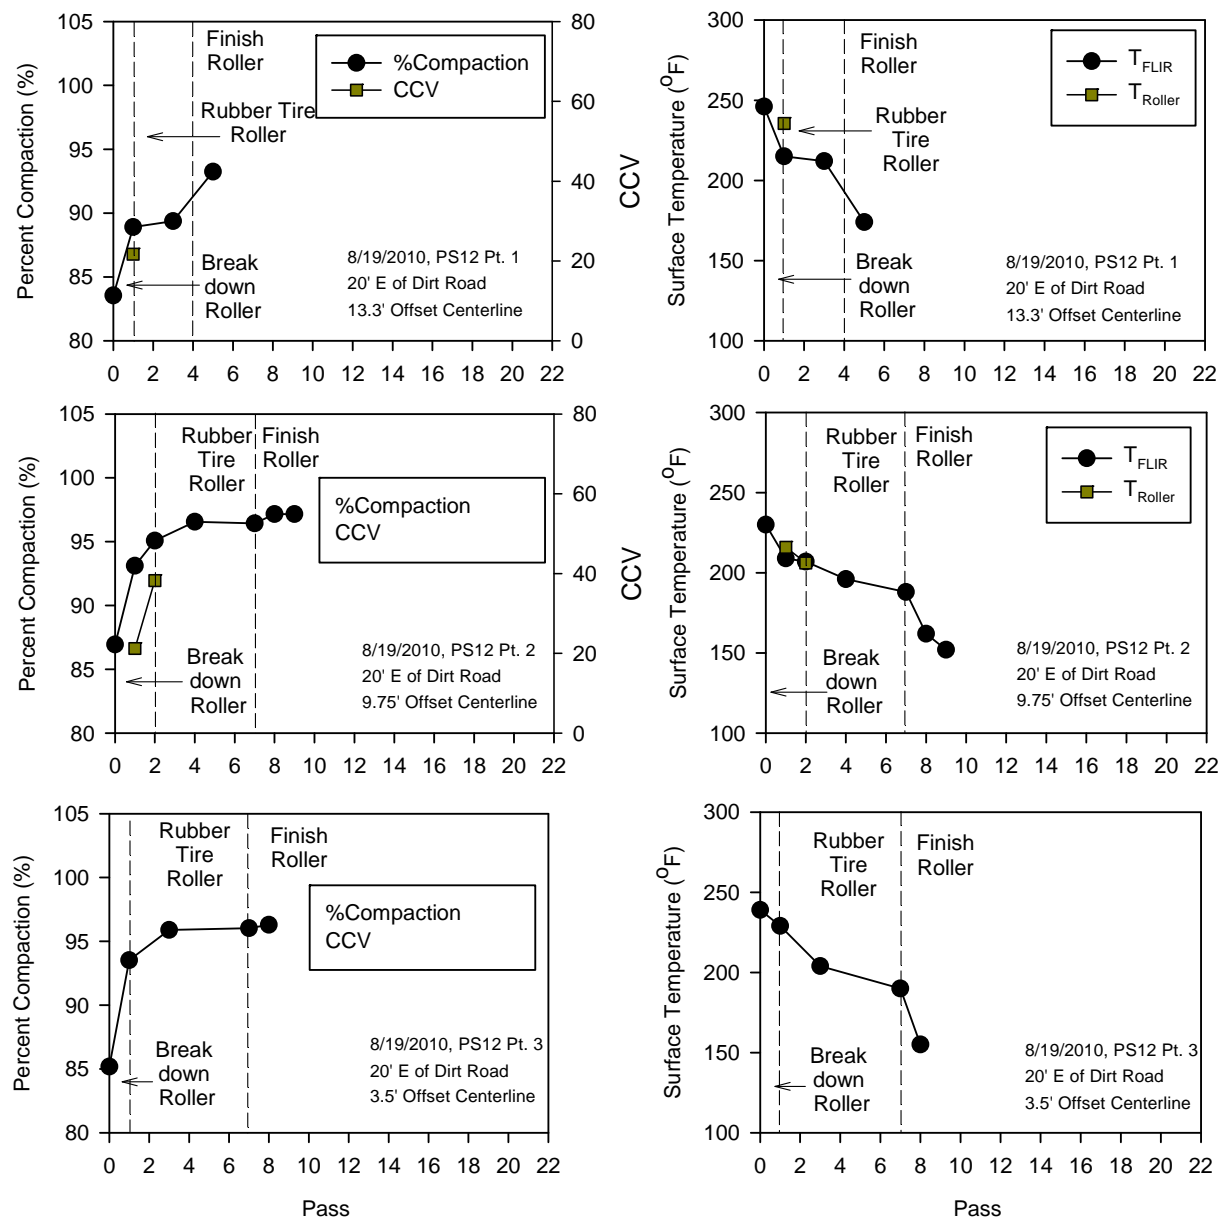 105
100
95
90
85
80
Percent Compaction (%)
80
60
40
20
0
CCV
Finish
Roller
%Compaction
CCV
Rubber Tire
Roller
Break
down
Roller
8/19/2010, PS12 Pt. 1
20' E of Dirt Road
13.3' Offset Centerline
0 2 4 6 8 10 12 14 16 18 20 22
300
250
200
150
100
Surface Temperature (°F)
Finish
Roller
T FLIR
T Roller
Rubber
Tire
Roller
Break
down
Roller
8/19/2010, PS12 Pt. 1
20' E of Dirt Road
13.3' Offset Centerline
0 2 4 6 8 10 12 14 16 18 20 22
105
100
95
90
85
80
Percent Compaction (%)
80
60
40
20
0
CCV
Rubber
Tire
Roller
Finish
Roller
%Compaction
CCV
Break
down
Roller
8/19/2010, PS12 Pt. 2
20' E of Dirt Road
9.75' Offset Centerline
0 2 4 6 8 10 12 14 16 18 20 22
300
250
200
150
100
Surface Temperature (°F)
Rubber
Tire
Roller
Finish
Roller
T FLIR
T Roller
Break
down
Roller
8/19/2010, PS12 Pt. 2
20' E of Dirt Road
9.75' Offset Centerline
0 2 4 6 8 10 12 14 16 18 20 22
105
100
95
90
85
80
Percent Compaction (%)
Rubber
Tire
Roller
Finish
Roller
%Compaction
CCV
Break
down
Roller
8/19/2010, PS12 Pt. 3
20' E of Dirt Road
3.5' Offset Centerline
0 2 4 6 8 10 12 14 16 18 20 22
Pass
300
250
200
150
100
Surface Temperature (°F)
Rubber
Tire
Roller
Finish
Roller
Break
down
Roller
8/19/2010, PS12 Pt. 3
20' E of Dirt Road
3.5' Offset Centerline
0 2 4 6 8 10 12 14 16 18 20 22
Pass